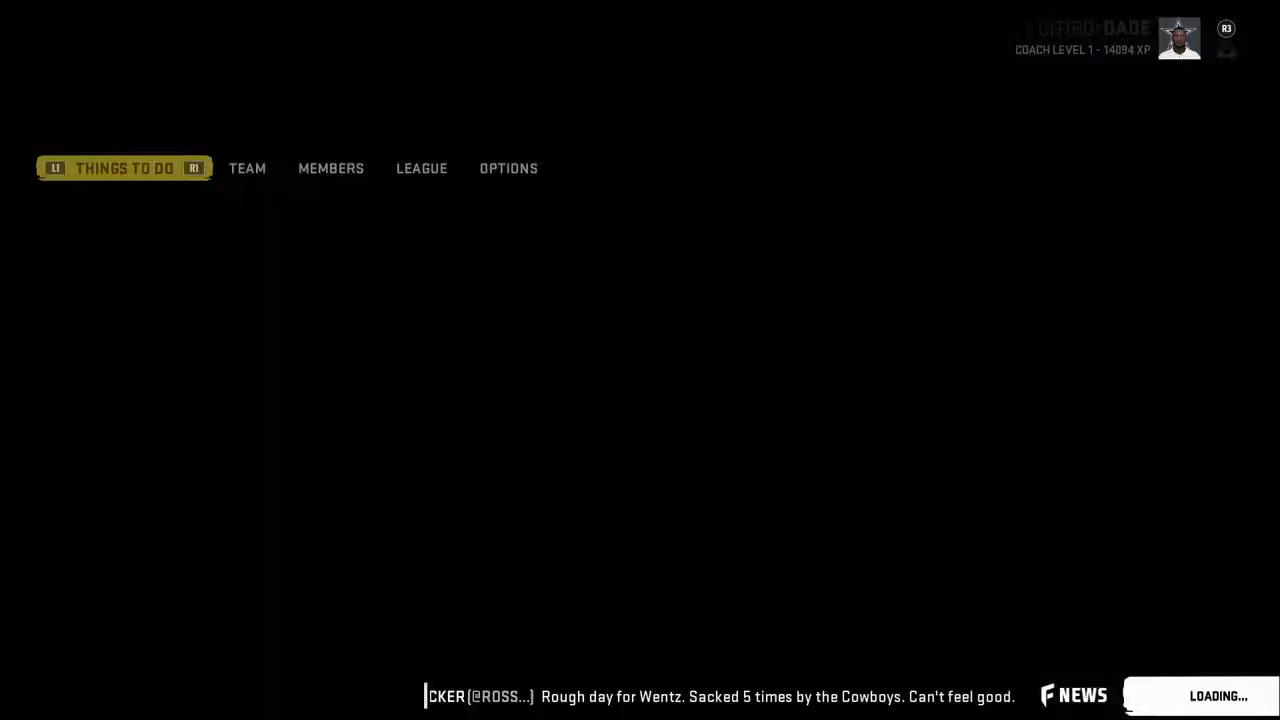 DADE
R3
COACH LEVEL 1 - 14094 XP
L1 THINGS TO DO R1 TEAM MEMBERS LEAGUE OPTIONS
CKER (@ROSS...) Rough day for Wentz. Sacked 5 times by the Cowboys. Can't feel good. NEWS LOADING...